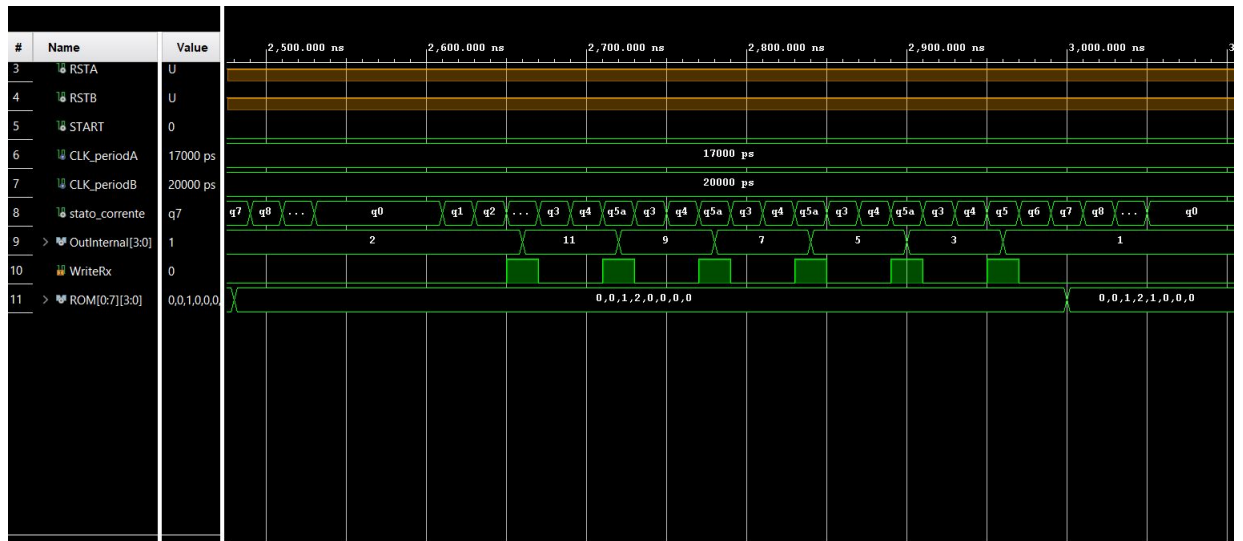 # Name Value 2,500.000 ns 2,600.000 ns 2,700.000 ns 2,800.000 ns 2,900.000 ns 3,000.000 ns 3
3 RSTA U
4 RSTB U
5 START 0
6 CLK_periodA 17000 ps 17000 ps
7 CLK_periodB 20000 ps 20000 ps
8 stato_corrente q7 q7 q8 ... q0 q1 q2 ... q3 q4 q5a q3 q4 q5a q3 q4 q5a q3 q4 q5a q3 q4 q5 q6 q7 q8 ... q0
9 > OutInternal[3:0] 1 2 11 9 7 5 3 1
10 WriteRx 0
11 > ROM[0:7][3:0] 0,0,1,0,0,0, 0,0,1,2,0,0,0,0 0,0,1,2,1,0,0,0